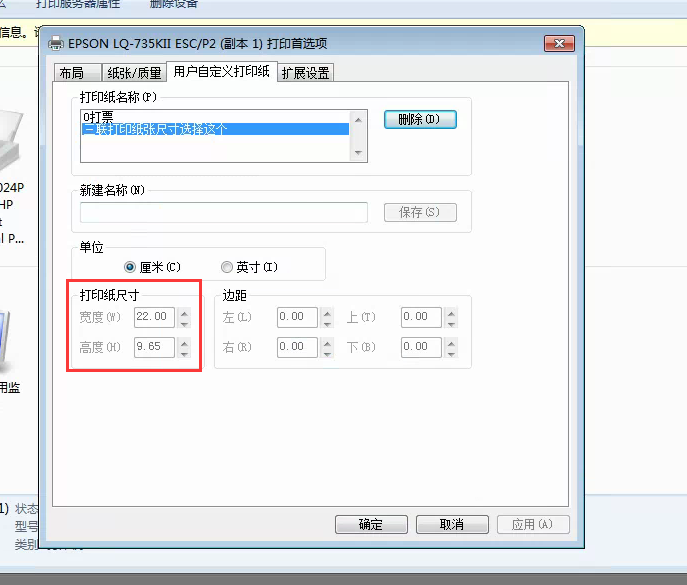 打印服务器属性 删除设备
信息。
EPSON LQ-735KII ESC/P2 (副本 1) 打印首选项
布局 纸张/质量 用户自定义打印纸 扩展设置
打印纸名称(P)
0打票
三联打印纸张尺寸选择这个
删除(D)
新建名称(N)
保存(S)
单位
厘米(C) 英寸(I)
打印纸尺寸 边距
宽度(W) 22.00 左(L) 0.00 上(T) 0.00
高度(H) 9.65 右(R) 0.00 下(B) 0.00
024P
HP
t
l P...
用监
1) 状态
型号
类别
确定 取消 应用(A)